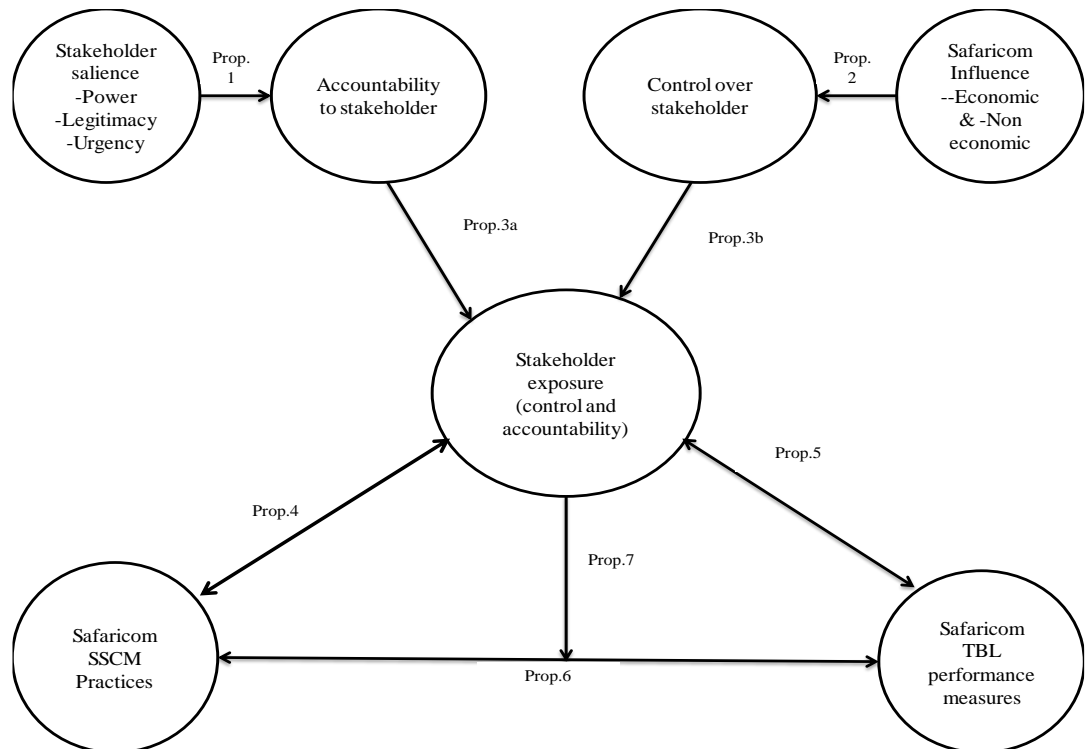 Stakeholder
salience
-Power
-Legitimacy
-Urgency
Prop.
1
Accountability
to stakeholder
Control over
stakeholder
Prop.
2
Safaricom
Influence
--Economic
& -Non
economic
Prop.3a
Prop.3b
Stakeholder
exposure
(control and
accountability)
Prop.4
Prop.5
Prop.7
Safaricom
SSCM
Practices
Prop.6
Safaricom
TBL
performance
measures